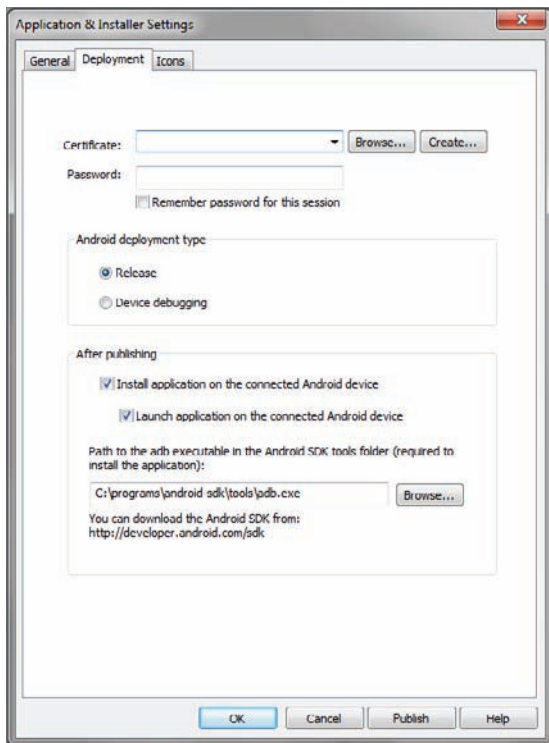 Application & Installer Settings
General Deployment Icons
Certificate: Browse... Create...
Password:
Remember password for this session
Android deployment type
Release
Device debugging
After publishing
Install application on the connected Android device
Launch application on the connected Android device
Path to the adb executable in the Android SDK tools folder (required to
install the application):
C:\programs\android sdk\tools\adb.exe Browse...
You can download the Android SDK from:
http://developer.android.com/sdk
OK Cancel Publish Help